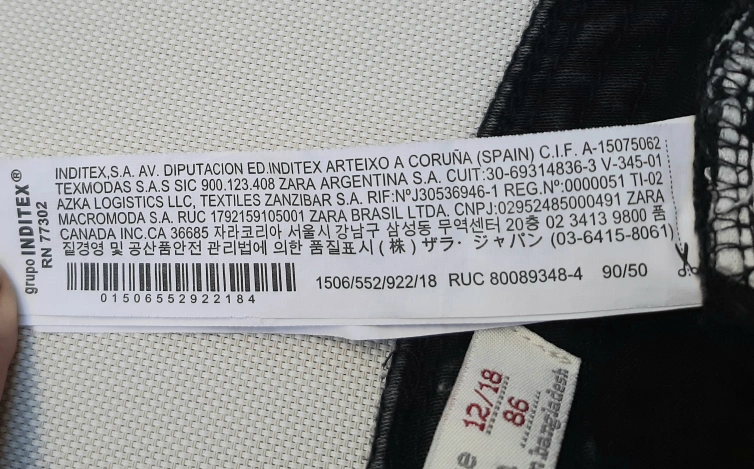 grupo INDITEX®
RN 77302
INDITEX,S.A. AV. DIPUTACION ED.INDITEX ARTEIXO A CORUÑA (SPAIN) C.I.F. A-15075062
TEXMODAS S.A.S SIC 900.123.408 ZARA ARGENTINA S.A. CUIT:30-69314836-3 V-345-01
AZKA LOGISTICS LLC, TEXTILES ZANZIBAR S.A. RIF:NºJ30536946-1 REG.Nº:0000051 TI-02
MACROMODA S.A. RUC 1792159105001 ZARA BRASIL LTDA. CNPJ:02952485000491 ZARA
CANADA INC.CA 36685 자라코리아 서울시 강남구 삼성동 무역센터 20층 02 3413 9800 품
질경영 및 공산품안전 관리법에 의한 품질표시 (株) ザラ・ジャパン (03-6415-8061)
01506552922184
1506/552/922/18 RUC 80089348-4 90/50
12/18
86
bangladesh